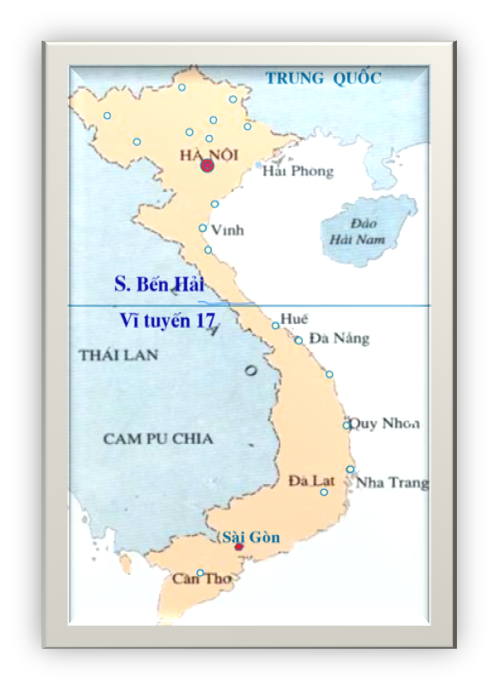 TRUNG QUỐC
HÀ NỘI
Hải Phòng
Vinh
Đảo
Hải Nam
S. Bến Hải
Vĩ tuyến 17
Huế
Đà Nẵng
THÁI LAN
Quy Nhơn
CAM PU CHIA
Đà Lạt
Nha Trang
Sài Gòn
Cần Thơ